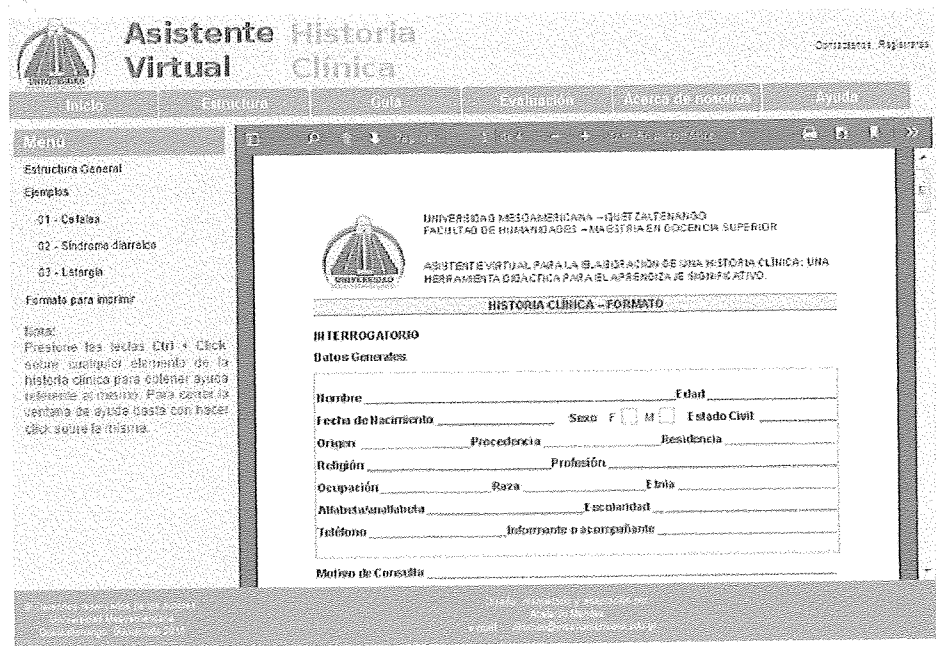 Asistente Historia
Virtual Clínica
Contactenos Registrarse
Inicio Estructura Guía Evaluación Acerca de nosotros Ayuda
Menú
Estructura General
Ejemplos
01 - Cefalea
02 - Síndrome diarreico
03 - Letargia
Formato para imprimir
Nota:
Presione las teclas Ctrl + Click
sobre cualquier elemento de la
historia clínica para obtener ayuda
referente al mismo. Para cerrar la
ventana de ayuda basta con hacer
click sobre la misma.
UNIVERSIDAD
UNIVERSIDAD MESOAMERICANA – QUETZALTENANGO
FACULTAD DE HUMANIDADES – MAESTRIA EN DOCENCIA SUPERIOR
ASISTENTE VIRTUAL PARA LA ELABORACIÓN DE UNA HISTORIA CLÍNICA: UNA
HERRAMIENTA DIDÁCTICA PARA EL APRENDIZAJE SIGNIFICATIVO.
UNIVERSIDAD
HISTORIA CLÍNICA – FORMATO
INTERROGATORIO
Datos Generales
Nombre Edad
Fecha de Nacimiento Sexo F M Estado Civil
Origen Procedencia Residencia
Religión Profesión
Ocupación Raza Etnia
Alfabeta/analfabeta Escolaridad
Teléfono Informante o acompañante
Motivo de Consulta